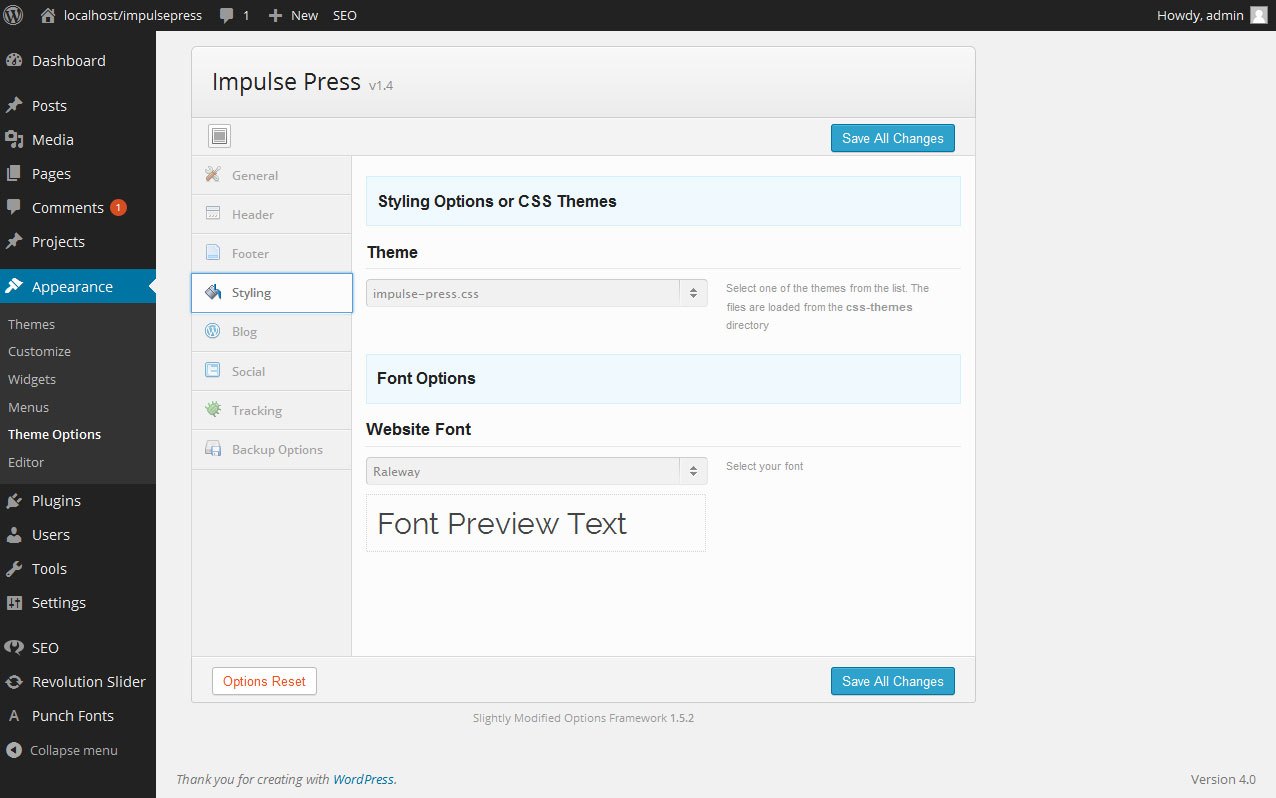 localhost/impulsepress
1
New
SEO
Howdy, admin
Dashboard
Posts
Media
Pages
Comments 1
Projects
Appearance
Themes
Customize
Widgets
Menus
Theme Options
Editor
Plugins
Users
Tools
Settings
SEO
Revolution Slider
Punch Fonts
Collapse menu
Impulse Press v1.4
Save All Changes
General
Header
Footer
Styling
Blog
Social
Tracking
Backup Options
Styling Options or CSS Themes
Theme
impulse-press.css
Select one of the themes from the list. The
files are loaded from the css-themes
directory
Font Options
Website Font
Raleway
Select your font
Font Preview Text
Options Reset
Save All Changes
Slightly Modified Options Framework 1.5.2
Thank you for creating with WordPress.
Version 4.0